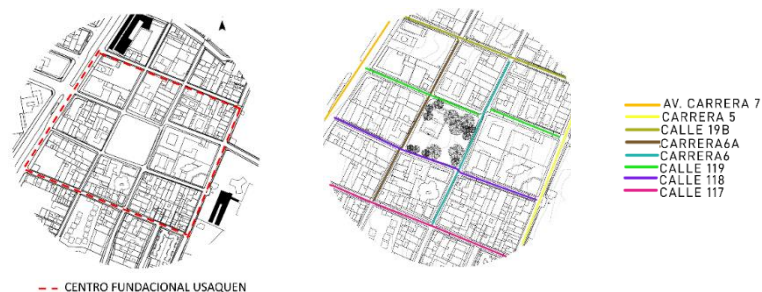 AV. CARRERA 7
CARRERA 5
CALLE 19B
CARRERA6A
CARRERA6
CALLE 119
CALLE 118
CALLE 117
CENTRO FUNDACIONAL USAQUEN